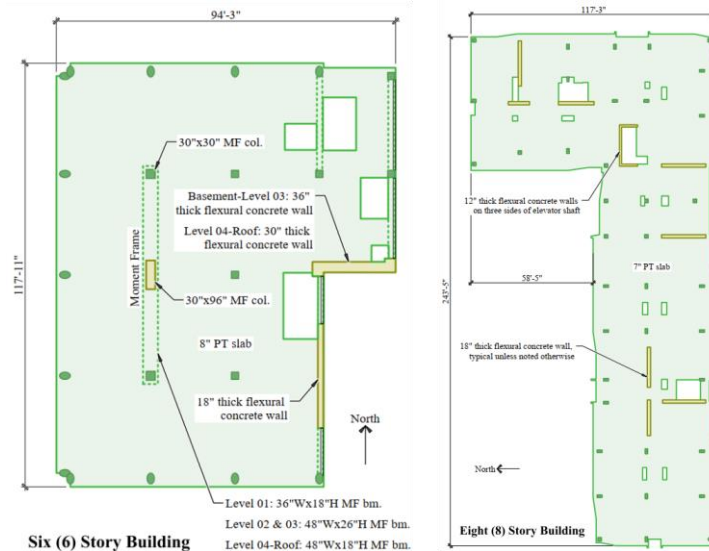 94'-3"
117'-11"
30"x30" MF col.
Basement-Level 03: 36"
thick flexural concrete wall
Level 04-Roof: 30" thick
flexural concrete wall
Moment Frame
30"x96" MF col.
8" PT slab
18" thick flexural
concrete wall
North
Level 01: 36"Wx18"H MF bm.
Level 02 & 03: 48"Wx26"H MF bm.
Level 04-Roof: 48"Wx18"H MF bm.
Six (6) Story Building
117'-3"
243'-5"
12" thick flexural concrete walls
on three sides of elevator shaft
58'-5"
7" PT slab
18" thick flexural concrete wall,
typical unless noted otherwise
North
Eight (8) Story Building